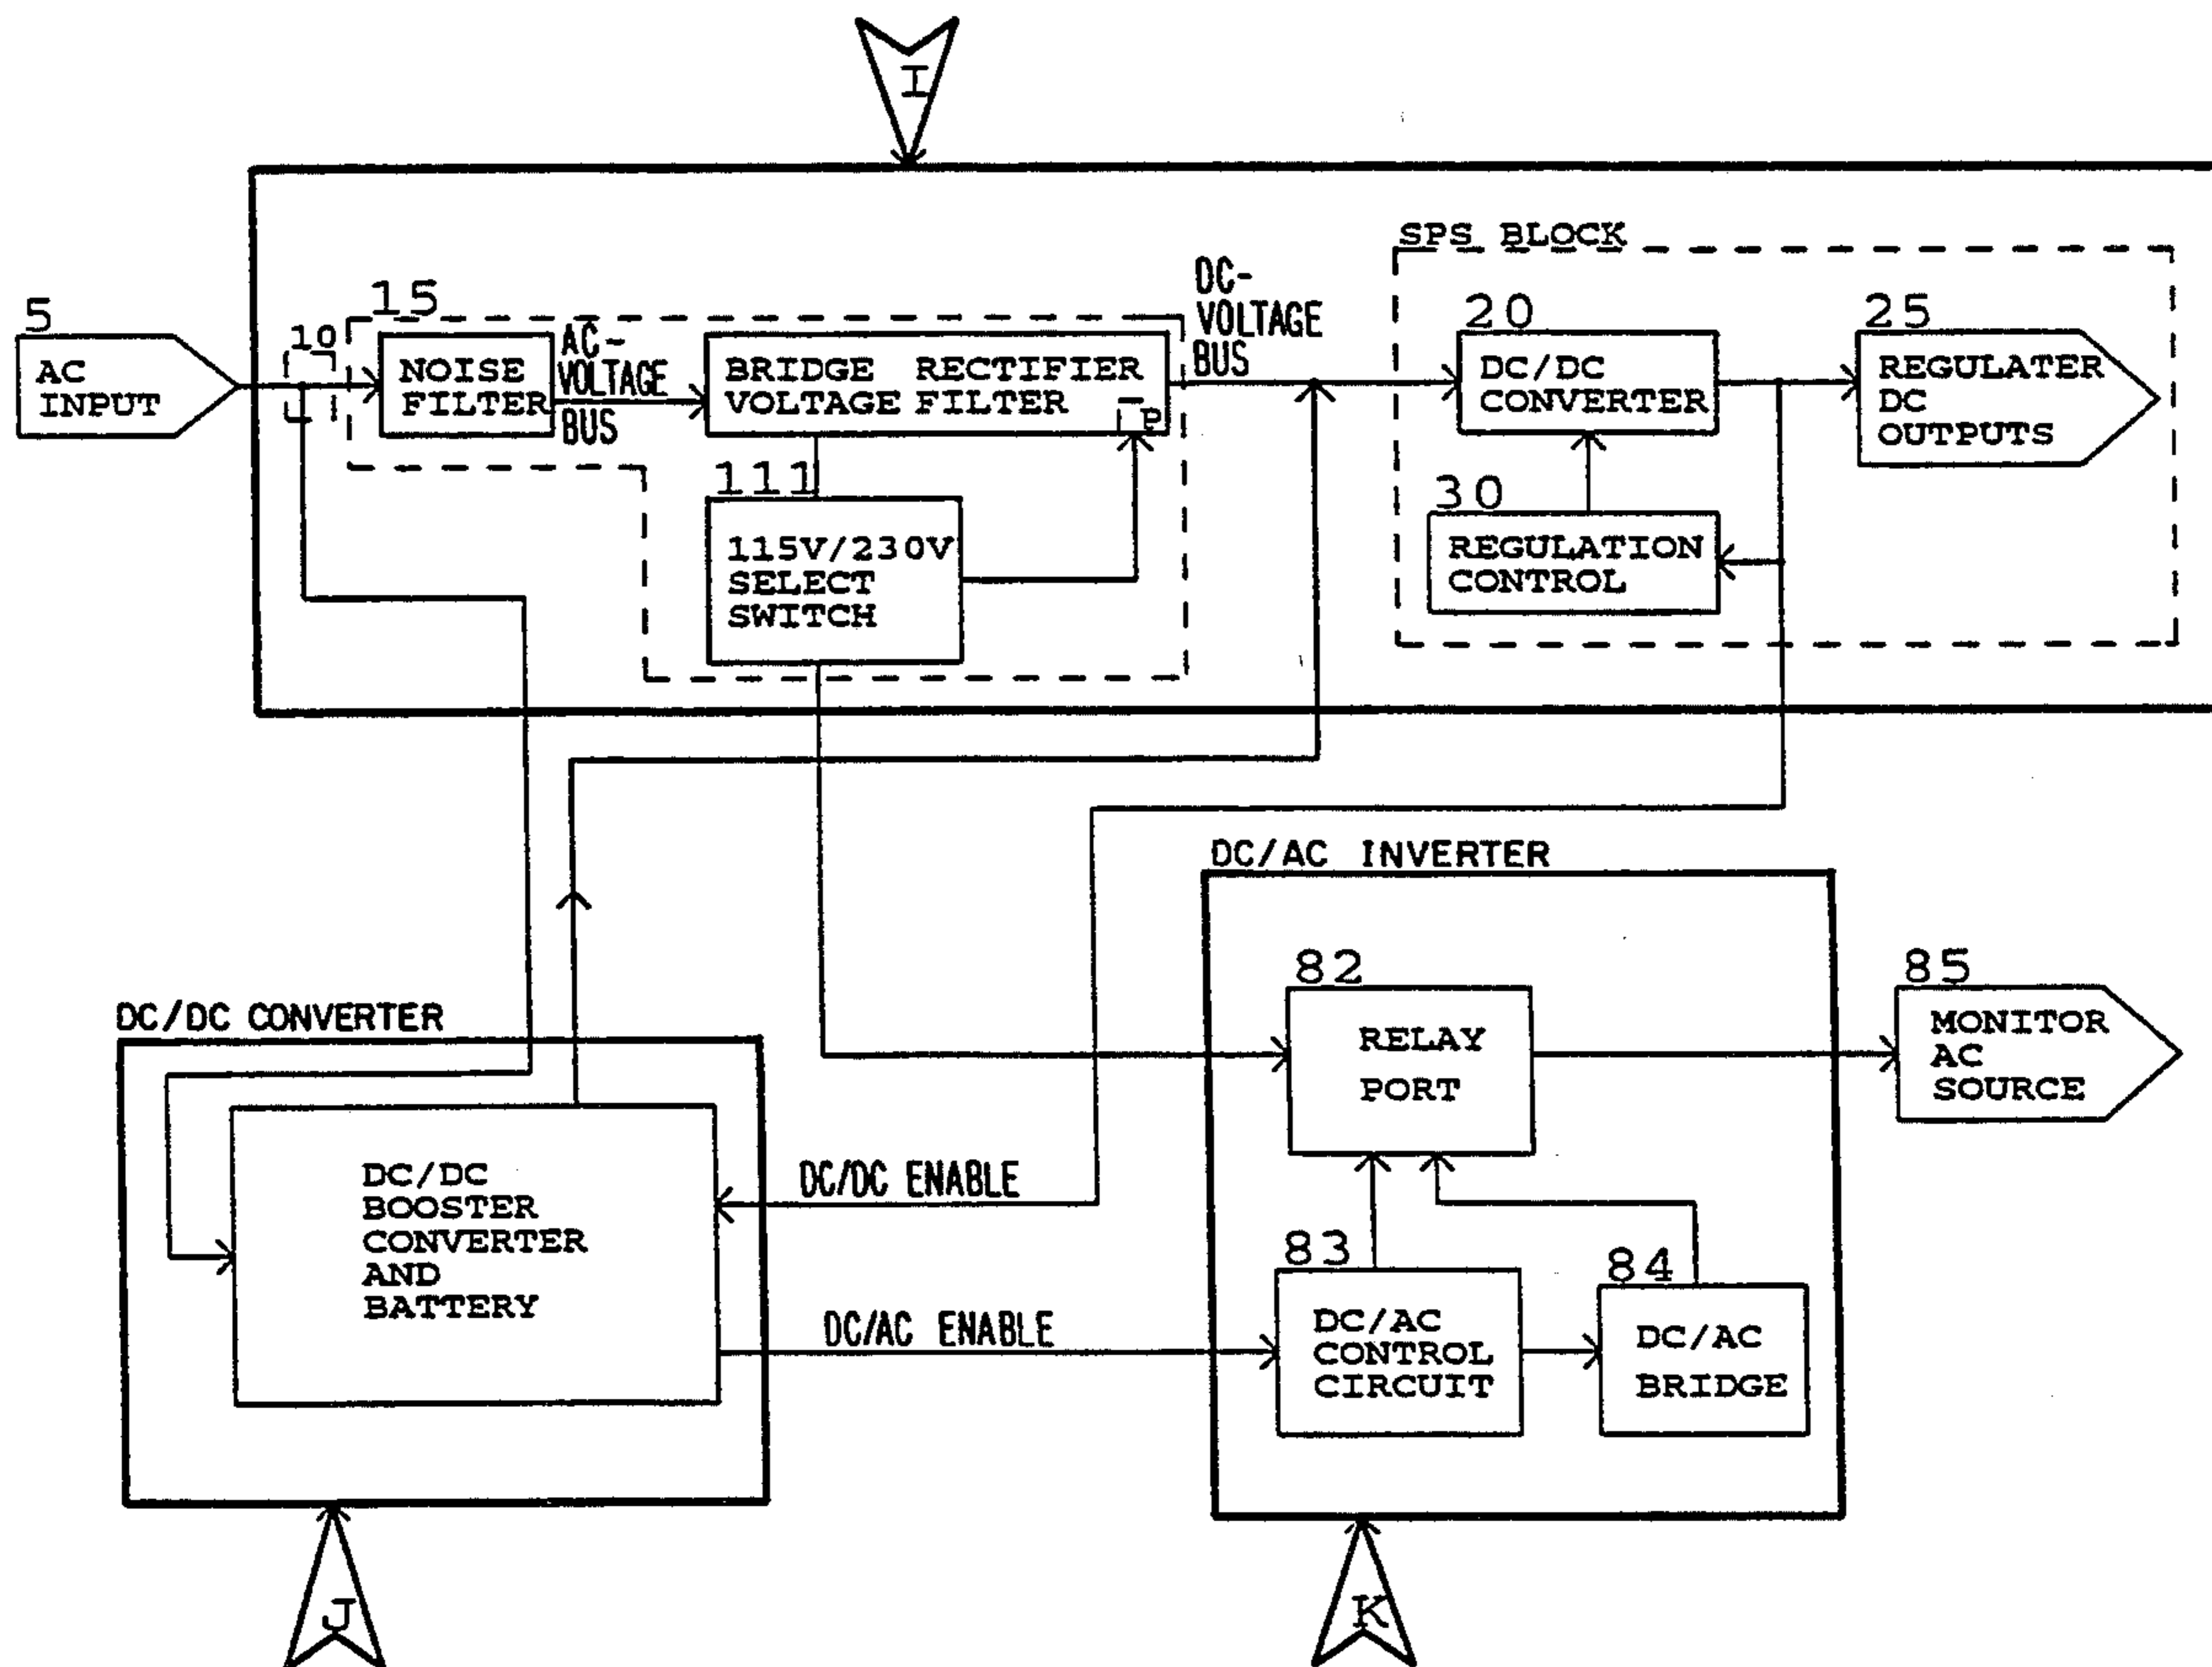 I
SPS BLOCK
5
AC
INPUT
10
15
NOISE
FILTER
AC-
VOLTAGE
BUS
BRIDGE RECTIFIER
VOLTAGE FILTER
P
DC-
VOLTAGE
BUS
20
DC/DC
CONVERTER
25
REGULATER
DC
OUTPUTS
111
115V/230V
SELECT
SWITCH
30
REGULATION
CONTROL
DC/AC INVERTER
82
RELAY
PORT
85
MONITOR
AC
SOURCE
DC/DC CONVERTER
DC/DC
BOOSTER
CONVERTER
AND
BATTERY
DC/DC ENABLE
DC/AC ENABLE
83
DC/AC
CONTROL
CIRCUIT
84
DC/AC
BRIDGE
J
K